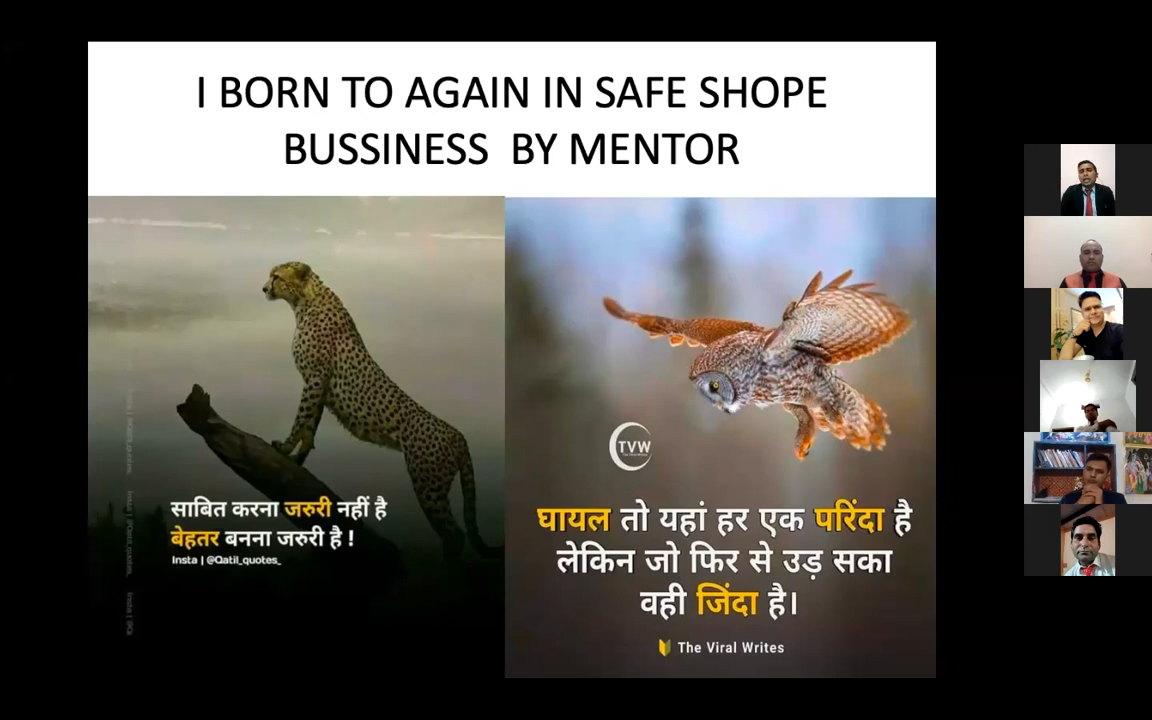 I BORN TO AGAIN IN SAFE SHOPE
BUSSINESS BY MENTOR
साबित करना जरुरी नहीं है
बेहतर बनना जरुरी है !
Insta | @Qatil_quotes_
TVW
घायल तो यहां हर एक परिंदा है
लेकिन जो फिर से उड़ सका
वही जिंदा है।
The Viral Writes